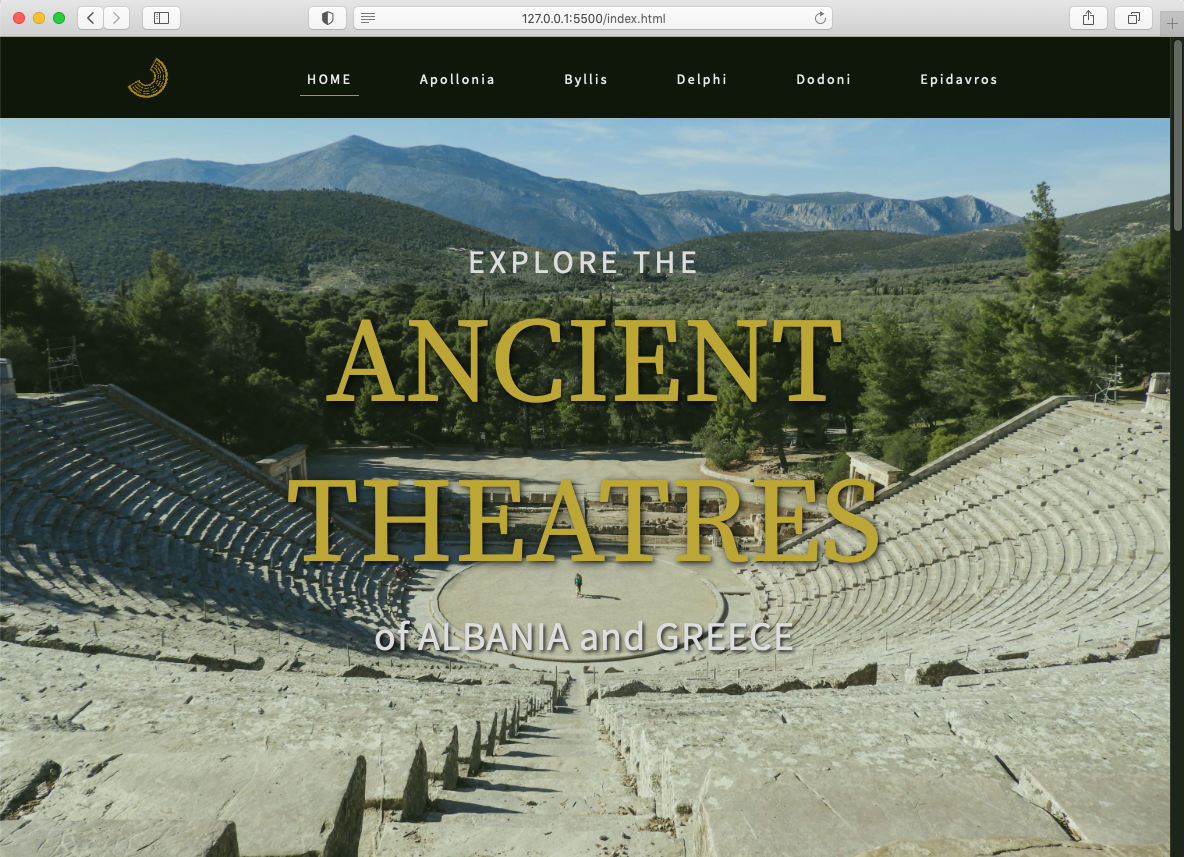 127.0.0.1:5500/index.html
HOME Apollonia Byllis Delphi Dodoni Epidavros
EXPLORE THE
ANCIENT
THEATRES
of ALBANIA and GREECE